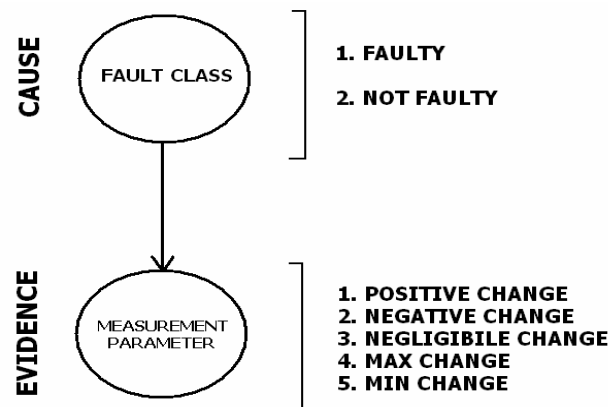 CAUSE
FAULT CLASS
1. FAULTY
2. NOT FAULTY
EVIDENCE
MEASUREMENT
PARAMETER
1. POSITIVE CHANGE
2. NEGATIVE CHANGE
3. NEGLIGIBILE CHANGE
4. MAX CHANGE
5. MIN CHANGE